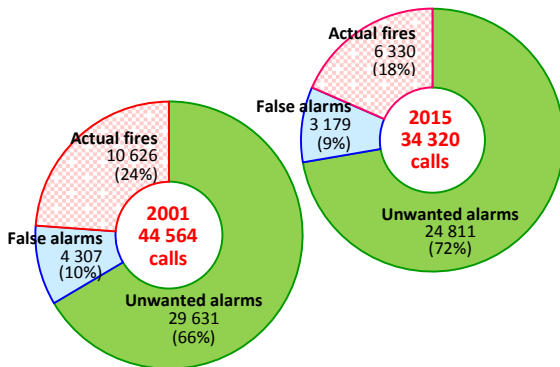 Actual fires
10 626
(24%)
False alarms
4 307
(10%)
2001
44 564
calls
Unwanted alarms
29 631
(66%)
Actual fires
6 330
(18%)
False alarms
3 179
(9%)
2015
34 320
calls
Unwanted alarms
24 811
(72%)